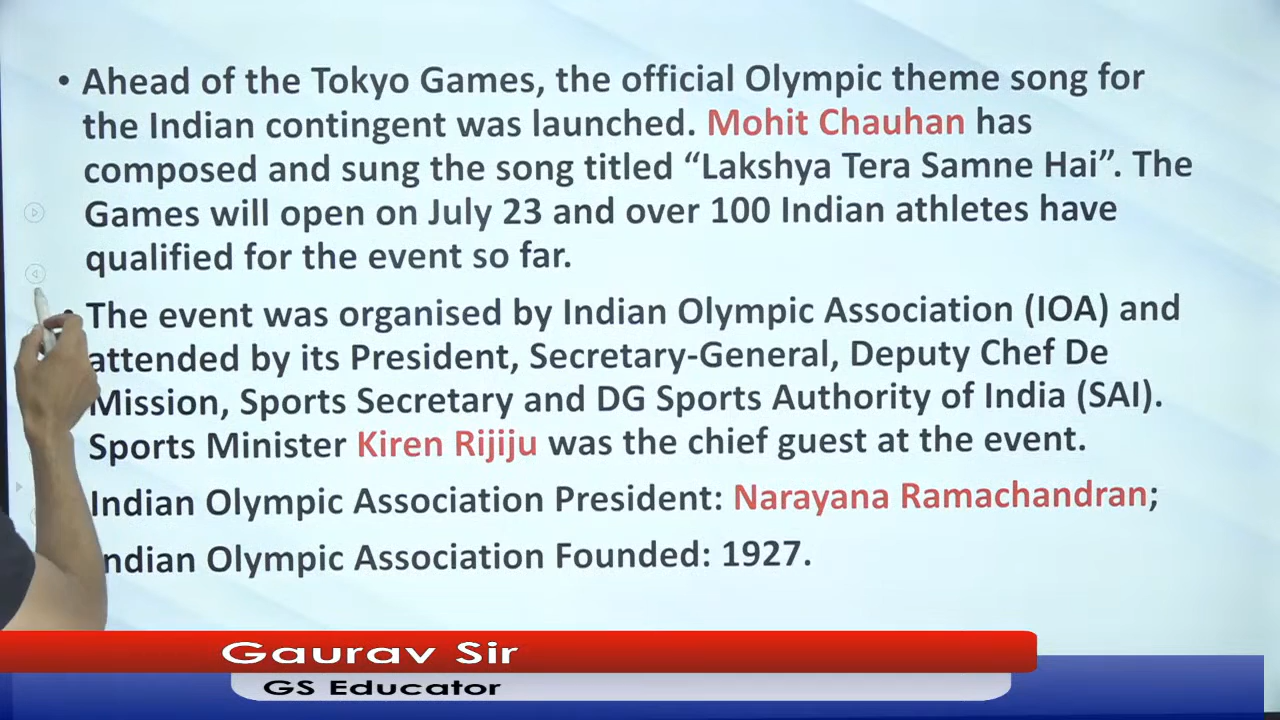 • Ahead of the Tokyo Games, the official Olympic theme song for
the Indian contingent was launched. Mohit Chauhan has
composed and sung the song titled “Lakshya Tera Samne Hai”. The
Games will open on July 23 and over 100 Indian athletes have
qualified for the event so far.
• The event was organised by Indian Olympic Association (IOA) and
attended by its President, Secretary-General, Deputy Chef De
Mission, Sports Secretary and DG Sports Authority of India (SAI).
Sports Minister Kiren Rijiju was the chief guest at the event.
Indian Olympic Association President: Narayana Ramachandran;
Indian Olympic Association Founded: 1927.
Gaurav Sir
GS Educator